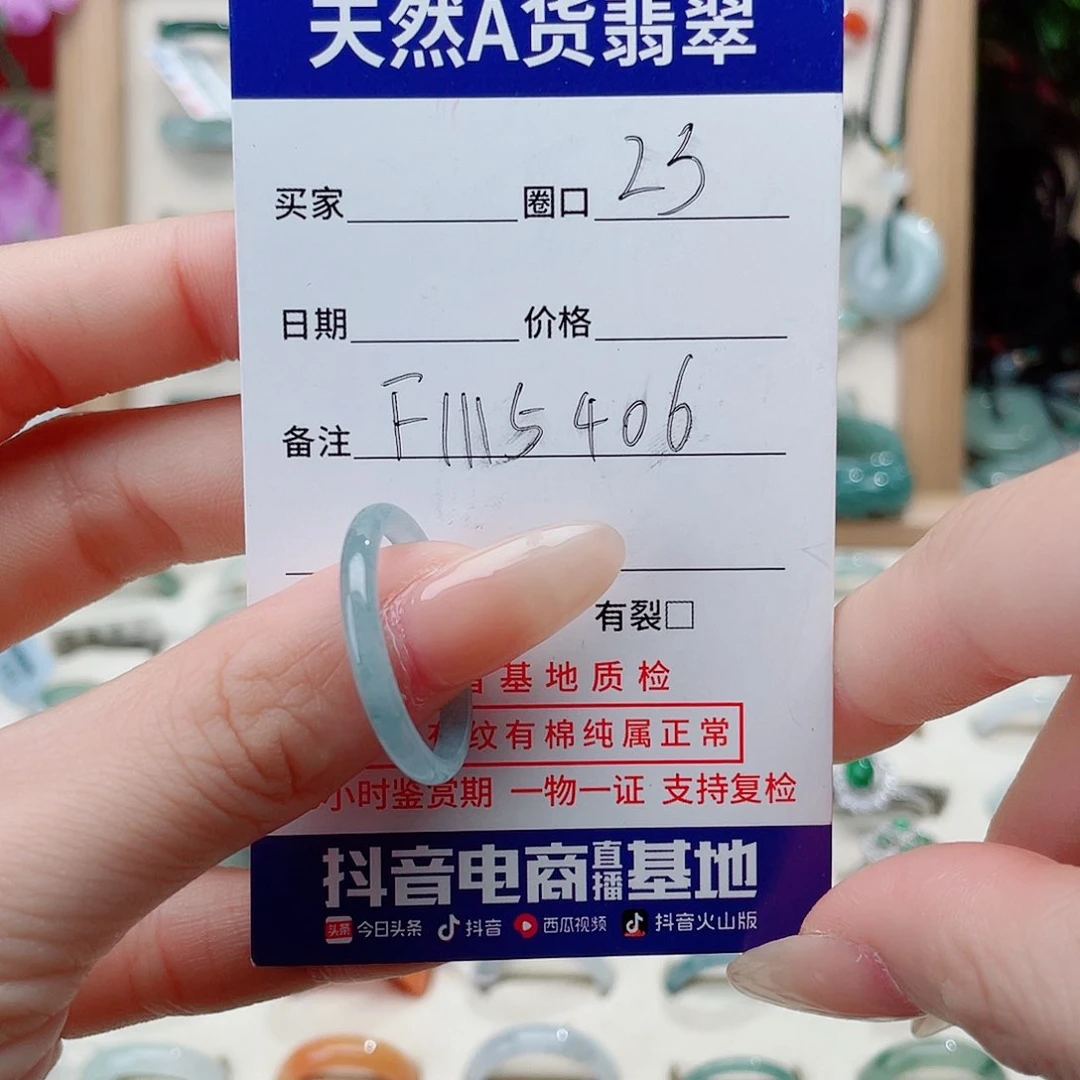 天然A货翡翠
买家 圈口 23
日期 价格
备注 F1115406
有裂□
基地质检
纹有棉纯属正常
小时鉴赏期 一物一证 支持复检
抖音电商直播基地
头条 今日头条 抖音 西瓜视频 抖音火山版